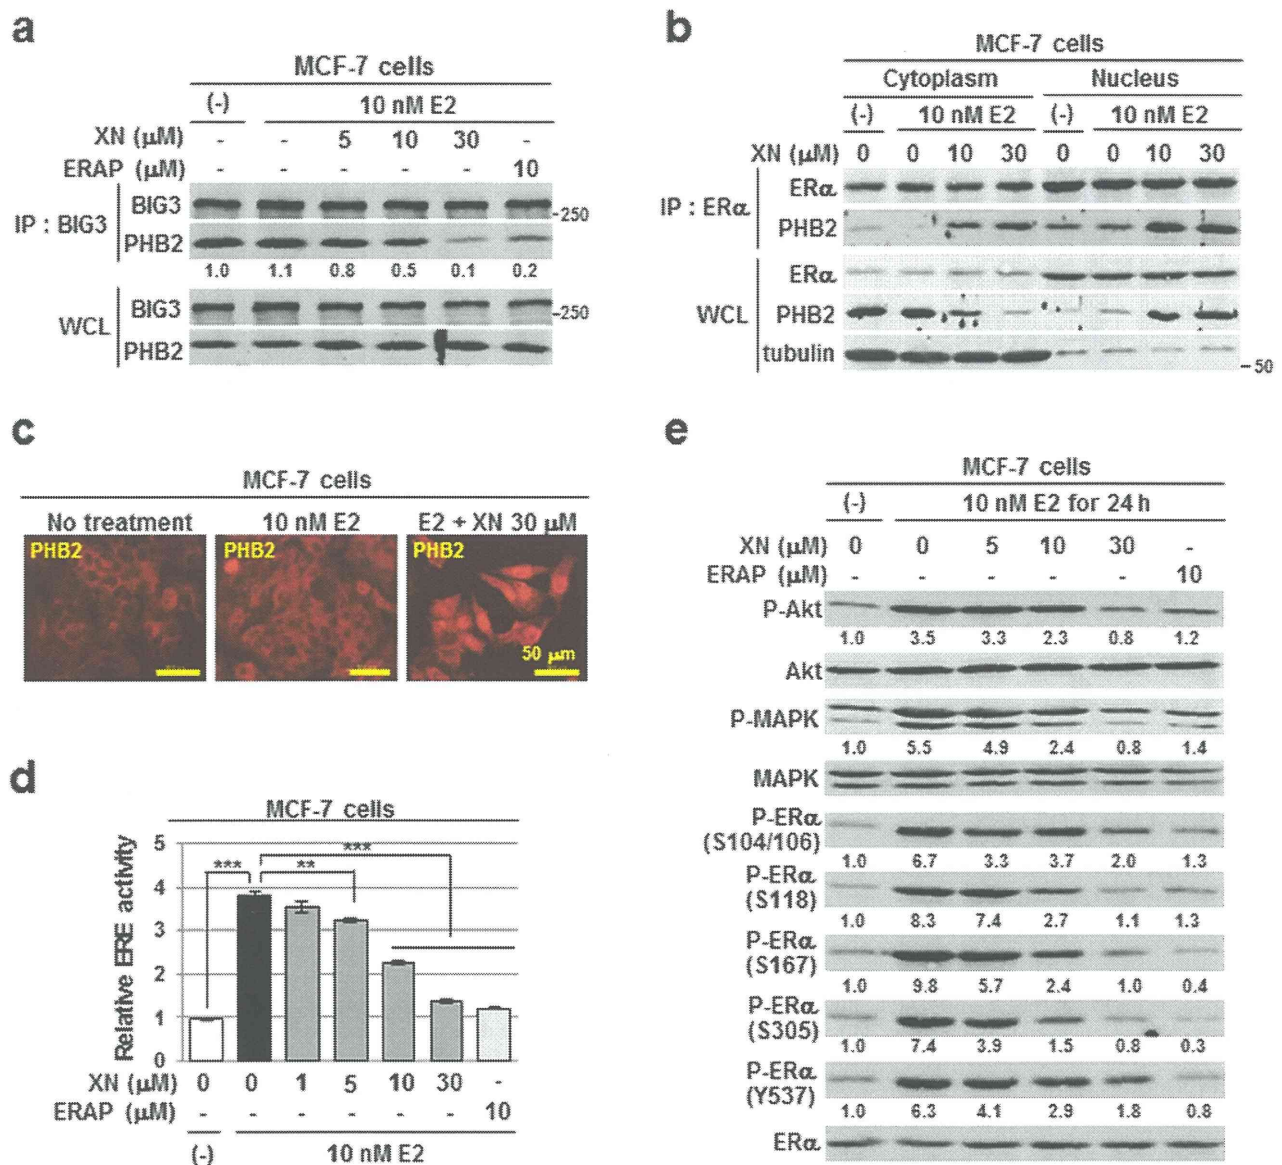 a
MCF-7 cells
(-) 10 nM E2
XN (μM) - - 5 10 30 -
ERAP (μM) - - - - - 10
IP : BIG3
BIG3 -250
PHB2
1.0 1.1 0.8 0.5 0.1 0.2
WCL
BIG3 -250
PHB2
b
MCF-7 cells
Cytoplasm Nucleus
(-) 10 nM E2 (-) 10 nM E2
XN (μM) 0 0 10 30 0 0 10 30
IP : ERα
ERα
PHB2
WCL
ERα
PHB2
tubulin
- 50
c
MCF-7 cells
No treatment 10 nM E2 E2 + XN 30 μM
PHB2 PHB2 PHB2
50 μm
d
MCF-7 cells
Relative ERE activity
5
4
3
2
1
0
***
**
***
XN (μM) 0 0 1 5 10 30 -
ERAP (μM) - - - - - - 10
(-) 10 nM E2
e
MCF-7 cells
(-) 10 nM E2 for 24 h
XN (μM) 0 0 5 10 30 -
ERAP (μM) - - - - - 10
P-Akt
1.0 3.5 3.3 2.3 0.8 1.2
Akt
P-MAPK
1.0 5.5 4.9 2.4 0.8 1.4
MAPK
P-ERα
(S104/106)
1.0 6.7 3.3 3.7 2.0 1.3
P-ERα
(S118)
1.0 8.3 7.4 2.7 1.1 1.3
P-ERα
(S167)
1.0 9.8 5.7 2.4 1.0 0.4
P-ERα
(S305)
1.0 7.4 3.9 1.5 0.8 0.3
P-ERα
(Y537)
1.0 6.3 4.1 2.9 1.8 0.8
ERα